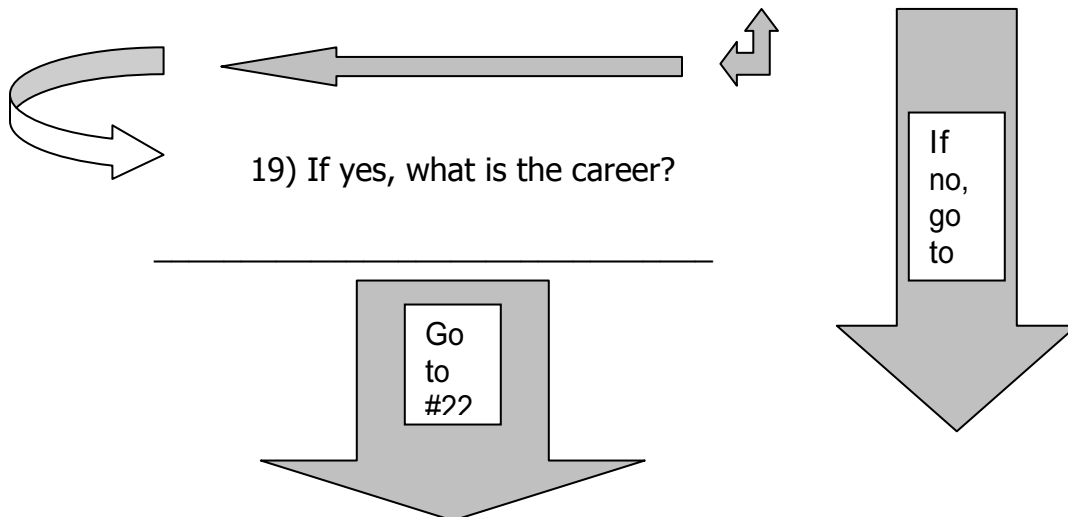 19) If yes, what is the career?
If
no,
go
to
Go
to
#22